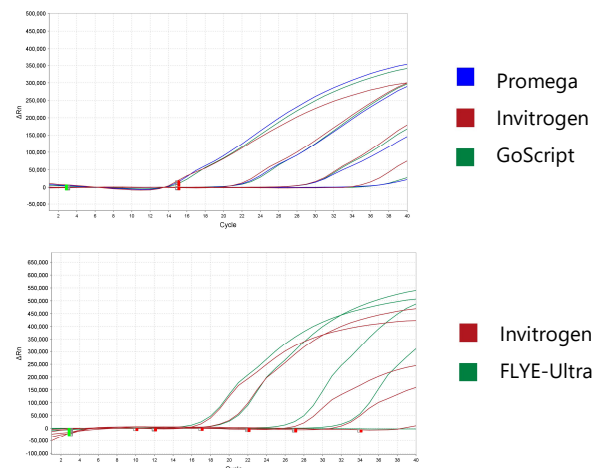 500,000
450,000
400,000
350,000
300,000
250,000
200,000
150,000
100,000
50,000
0
-50,000
ΔRn
2 4 6 8 10 12 14 16 18 20 22 24 26 28 30 32 34 36 38 40
Cycle
Promega
Invitrogen
GoScript
650,000
600,000
550,000
500,000
450,000
400,000
350,000
300,000
250,000
200,000
150,000
100,000
50,000
0
-50,000
-100,000
ΔRn
2 4 6 8 10 12 14 16 18 20 22 24 26 28 30 32 34 36 38 40
Cycle
Invitrogen
FLYE-Ultra